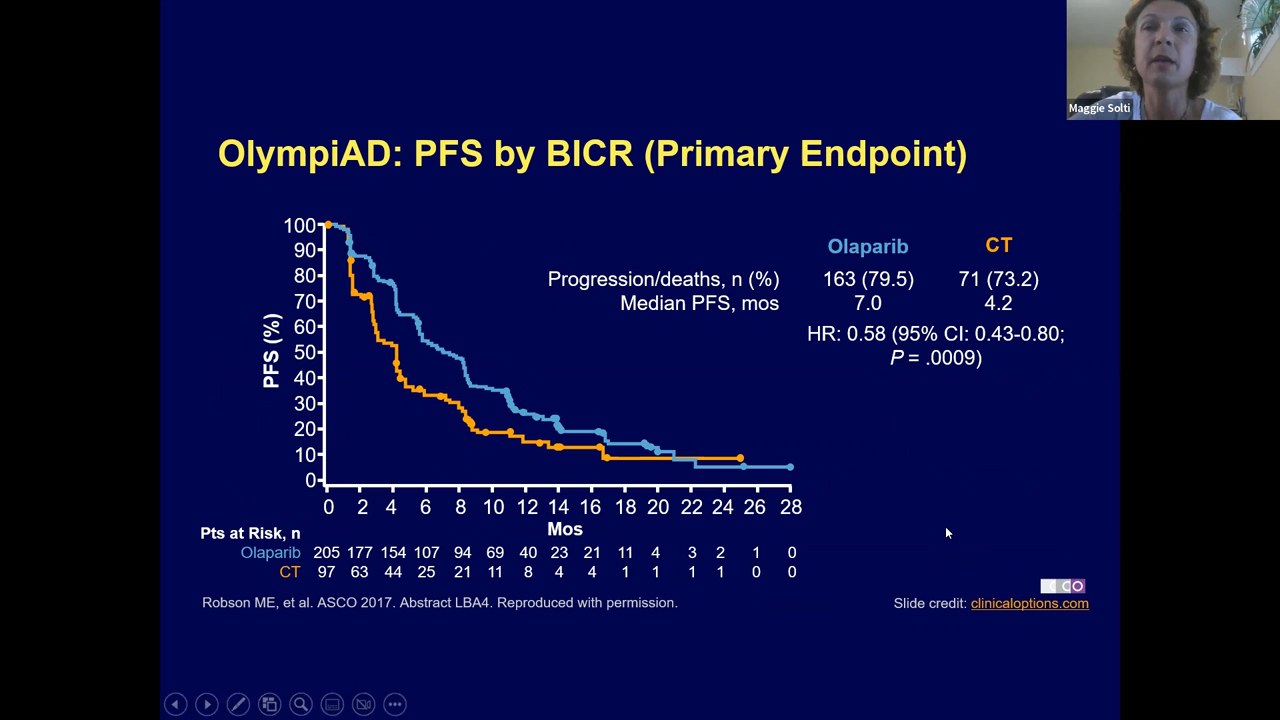 Maggie Solti
OlympiAD: PFS by BICR (Primary Endpoint)
Olaparib CT
Progression/deaths, n (%) 163 (79.5) 71 (73.2)
Median PFS, mos 7.0 4.2
HR: 0.58 (95% CI: 0.43-0.80;
P = .0009)
PFS (%)
100
90
80
70
60
50
40
30
20
10
0
0 2 4 6 8 10 12 14 16 18 20 22 24 26 28
Mos
Pts at Risk, n
Olaparib 205 177 154 107 94 69 40 23 21 11 4 3 2 1 0
CT 97 63 44 25 21 11 8 4 4 1 1 1 1 0 0
Robson ME, et al. ASCO 2017. Abstract LBA4. Reproduced with permission.
CO
Slide credit: clinicaloptions.com